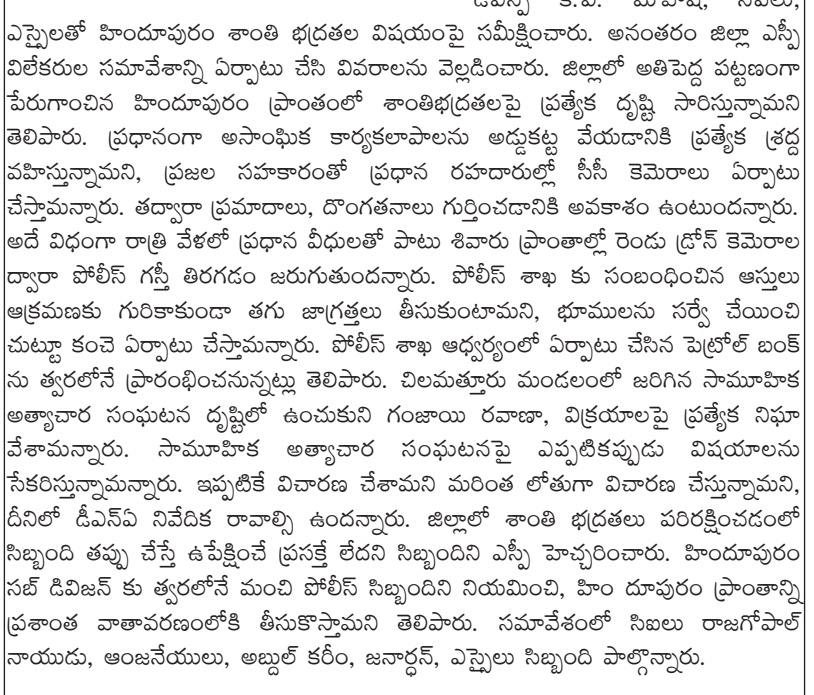 ఎస్సైలతో హిందూపురం శాంతి భద్రతల విషయంపై సమీక్షించారు. అనంతరం జిల్లా ఎస్పీ
విలేకరుల సమావేశాన్ని ఏర్పాటు చేసి వివరాలను వెల్లడించారు. జిల్లాలో అతిపెద్ద పట్టణంగా
పేరుగాంచిన హిందూపురం ప్రాంతంలో శాంతిభద్రతలపై ప్రత్యేక దృష్టి సారిస్తున్నామని
తెలిపారు. ప్రధానంగా అసాంఘిక కార్యకలాపాలను అడ్డుకట్ట వేయడానికి ప్రత్యేక శ్రద్ద
వహిస్తున్నామని, ప్రజల సహకారంతో ప్రధాన రహదారుల్లో సీసీ కెమెరాలు ఏర్పాటు
చేస్తామన్నారు. తద్వారా ప్రమాదాలు, దొంగతనాలు గుర్తించడానికి అవకాశం ఉంటుందన్నారు.
అదే విధంగా రాత్రి వేళలో ప్రధాన వీధులతో పాటు శివారు ప్రాంతాల్లో రెండు డ్రోన్ కెమెరాల
ద్వారా పోలీస్ గస్తీ తిరగడం జరుగుతుందన్నారు. పోలీస్ శాఖ కు సంబంధించిన ఆస్తులు
ఆక్రమణకు గురికాకుండా తగు జాగ్రత్తలు తీసుకుంటామని, భూములను సర్వే చేయించి
చుట్టూ కంచె ఏర్పాటు చేస్తామన్నారు. పోలీస్ శాఖ ఆధ్వర్యంలో ఏర్పాటు చేసిన పెట్రోల్ బంక్
ను త్వరలోనే ప్రారంభించనున్నట్లు తెలిపారు. చిలమత్తూరు మండలంలో జరిగిన సామూహిక
అత్యాచార సంఘటన దృష్టిలో ఉంచుకుని గంజాయి రవాణా, విక్రయాలపై ప్రత్యేక నిఘా
వేశామన్నారు. సామూహిక అత్యాచార సంఘటనపై ఎప్పటికప్పుడు విషయాలను
సేకరిస్తున్నామన్నారు. ఇప్పటికే విచారణ చేశామని మరింత లోతుగా విచారణ చేస్తున్నామని,
దీనిలో డీఎన్ఏ నివేదిక రావాల్సి ఉందన్నారు. జిల్లాలో శాంతి భద్రతలు పరిరక్షించడంలో
సిబ్బంది తప్పు చేస్తే ఉపేక్షించే ప్రసక్తే లేదని సిబ్బందిని ఎస్పీ హెచ్చరించారు. హిందూపురం
సబ్ డివిజన్ కు త్వరలోనే మంచి పోలీస్ సిబ్బందిని నియమించి, హిం దూపురం ప్రాంతాన్ని
ప్రశాంత వాతావరణంలోకి తీసుకొస్తామని తెలిపారు. సమావేశంలో సిఐలు రాజగోపాల్
నాయుడు, ఆంజనేయులు, అబ్దుల్ కరీం, జనార్ధన్, ఎస్సైలు సిబ్బంది పాల్గొన్నారు.